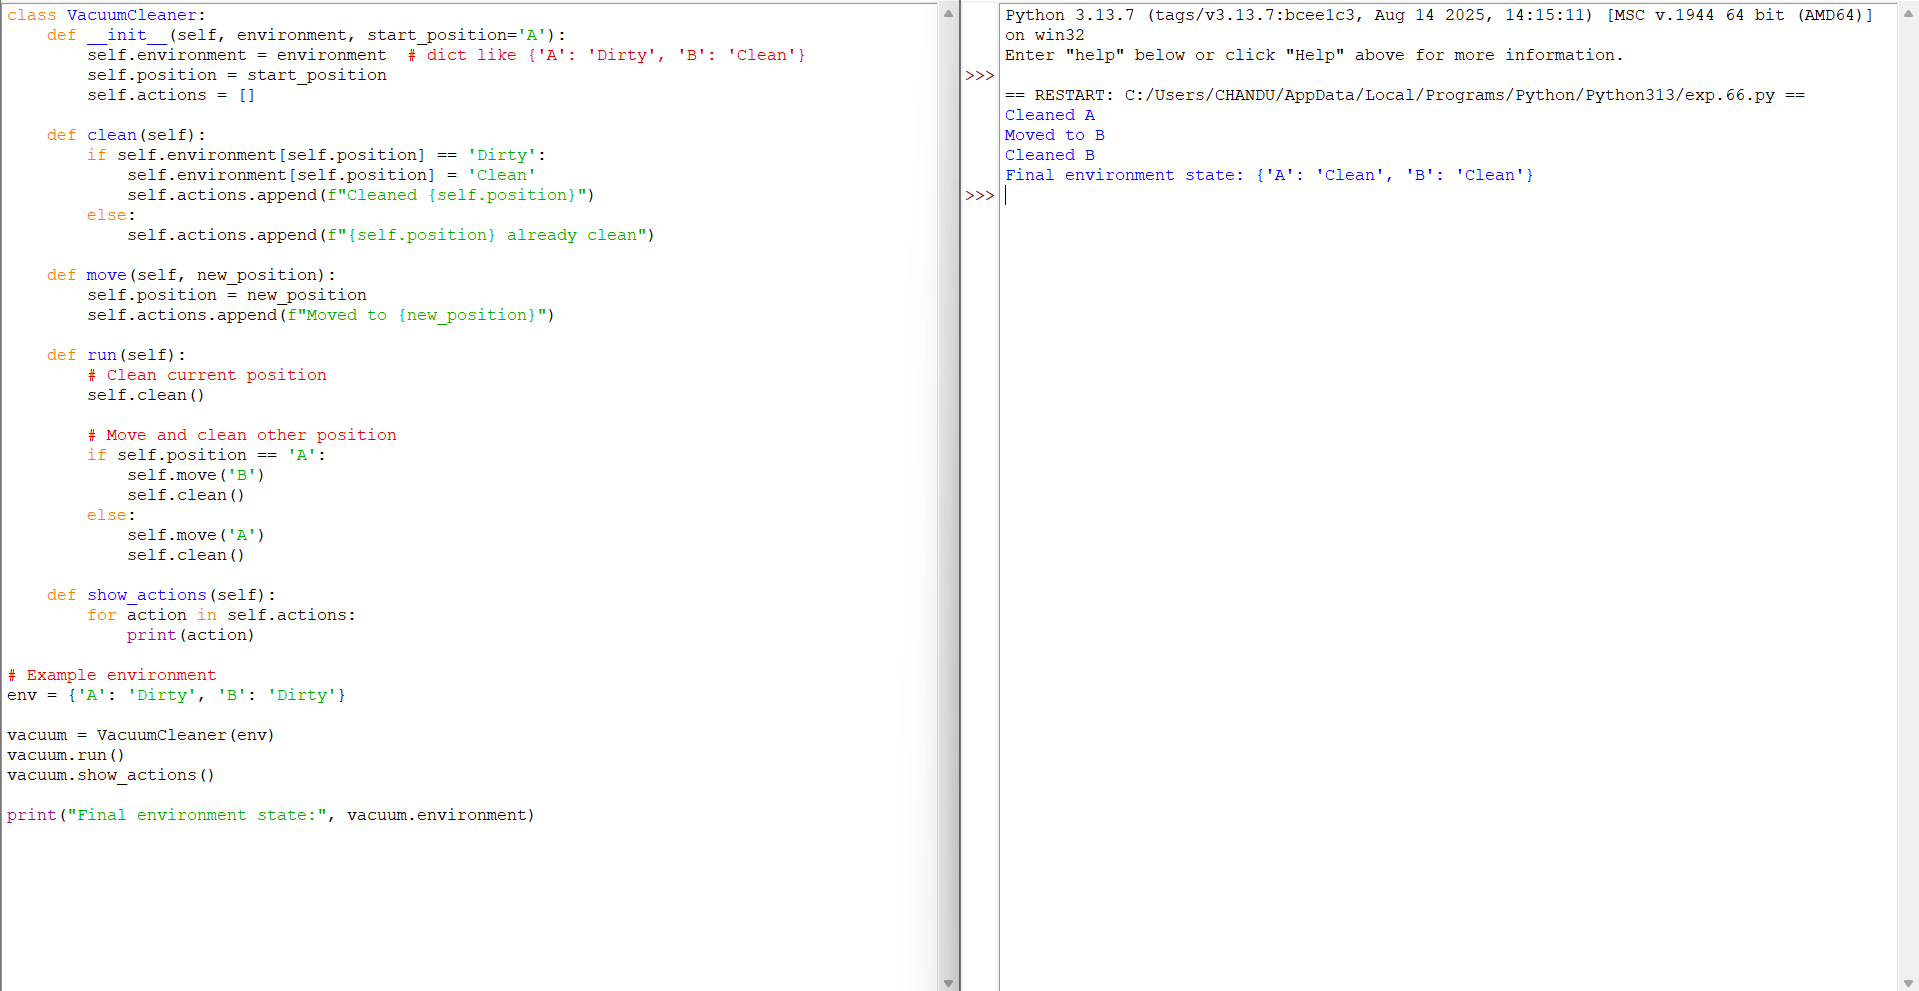 class VacuumCleaner:
    def __init__(self, environment, start_position='A'):
        self.environment = environment  # dict like {'A': 'Dirty', 'B': 'Clean'}
        self.position = start_position
        self.actions = []

    def clean(self):
        if self.environment[self.position] == 'Dirty':
            self.environment[self.position] = 'Clean'
            self.actions.append(f"Cleaned {self.position}")
        else:
            self.actions.append(f"{self.position} already clean")

    def move(self, new_position):
        self.position = new_position
        self.actions.append(f"Moved to {new_position}")

    def run(self):
        # Clean current position
        self.clean()

        # Move and clean other position
        if self.position == 'A':
            self.move('B')
            self.clean()
        else:
            self.move('A')
            self.clean()

    def show_actions(self):
        for action in self.actions:
            print(action)

# Example environment
env = {'A': 'Dirty', 'B': 'Dirty'}

vacuum = VacuumCleaner(env)
vacuum.run()
vacuum.show_actions()

print("Final environment state:", vacuum.environment)
Python 3.13.7 (tags/v3.13.7:bcee1c3, Aug 14 2025, 14:15:11) [MSC v.1944 64 bit (AMD64)]
on win32
Enter "help" below or click "Help" above for more information.
>>>
== RESTART: C:/Users/CHANDU/AppData/Local/Programs/Python/Python313/exp.66.py ==
Cleaned A
Moved to B
Cleaned B
Final environment state: {'A': 'Clean', 'B': 'Clean'}
>>>